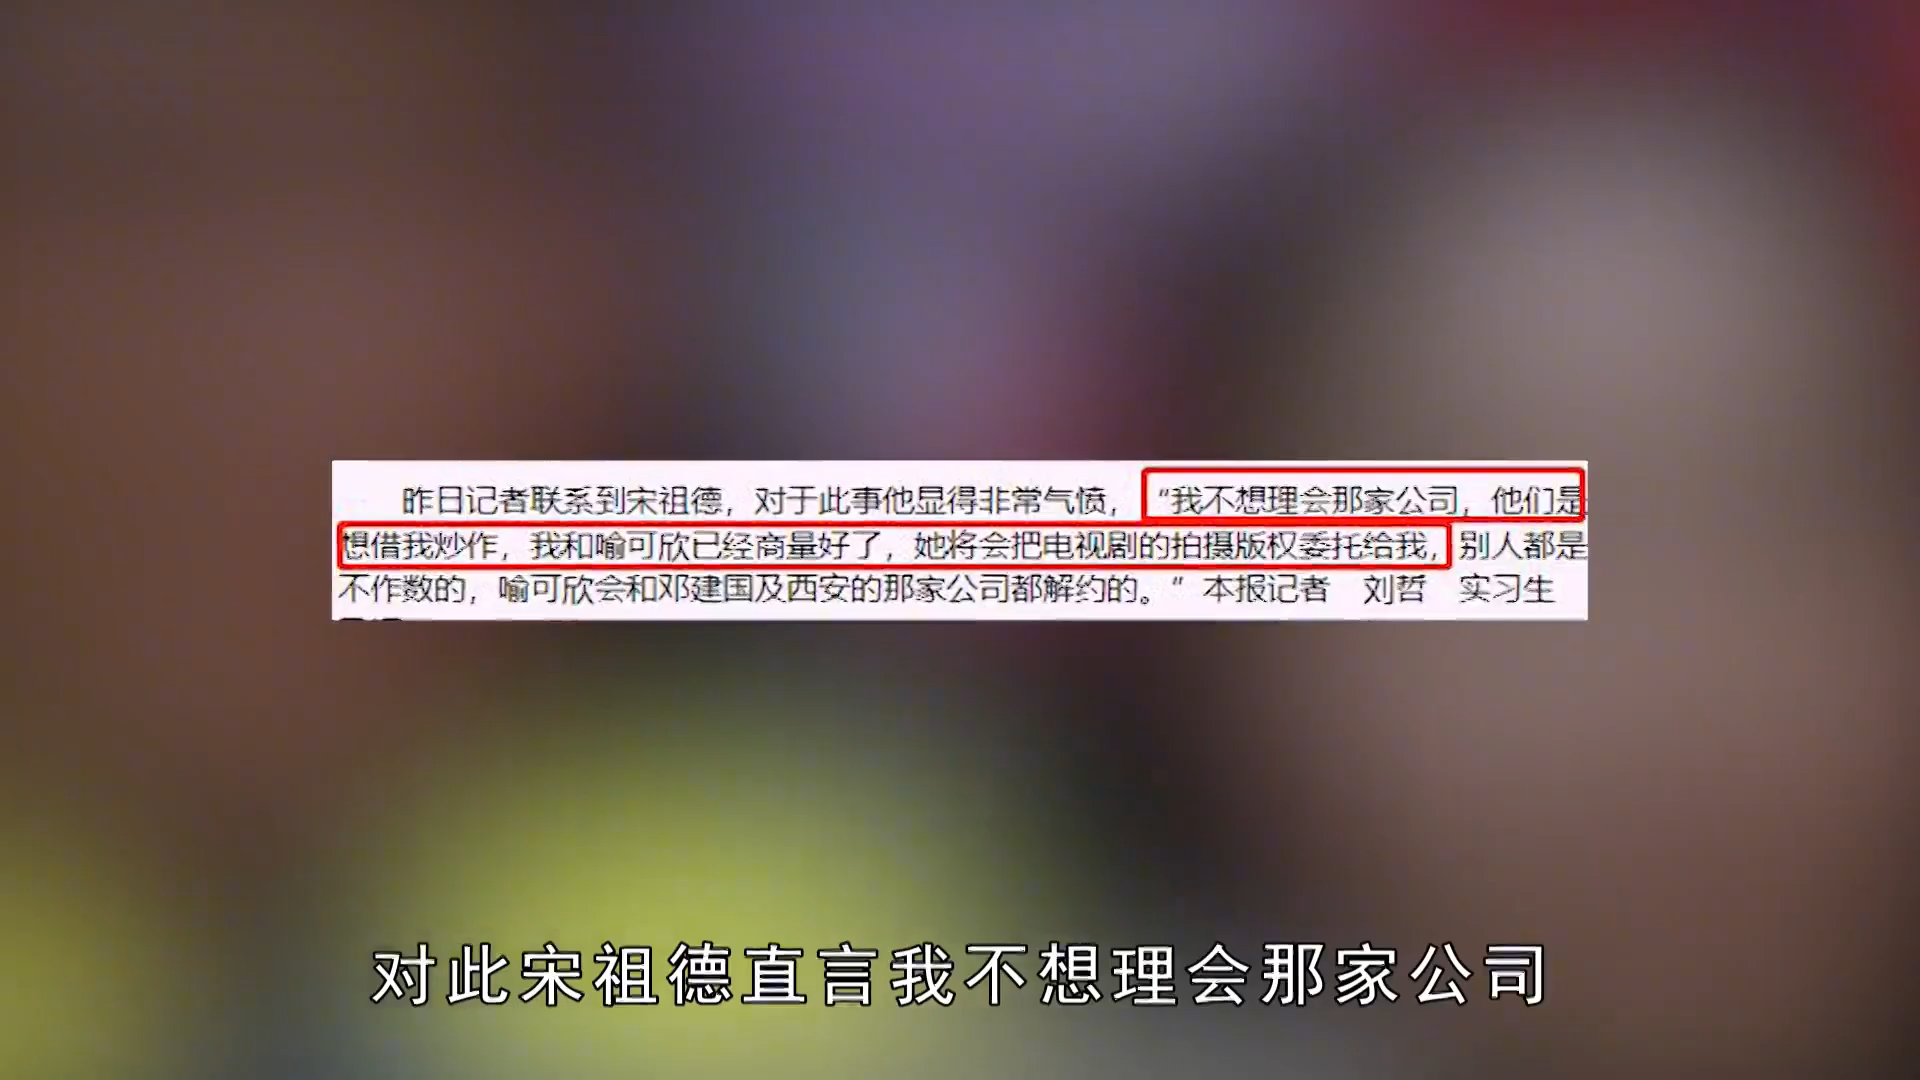 昨日记者联系到宋祖德，对于此事他显得非常气愤，“我不想理会那家公司，他们是
想借我炒作，我和喻可欣已经商量好了，她将会把电视剧的拍摄版权委托给我，别人都是
不作数的，喻可欣会和邓建国及西安的那家公司都解约的。”本报记者　刘哲　实习生
对此宋祖德直言我不想理会那家公司